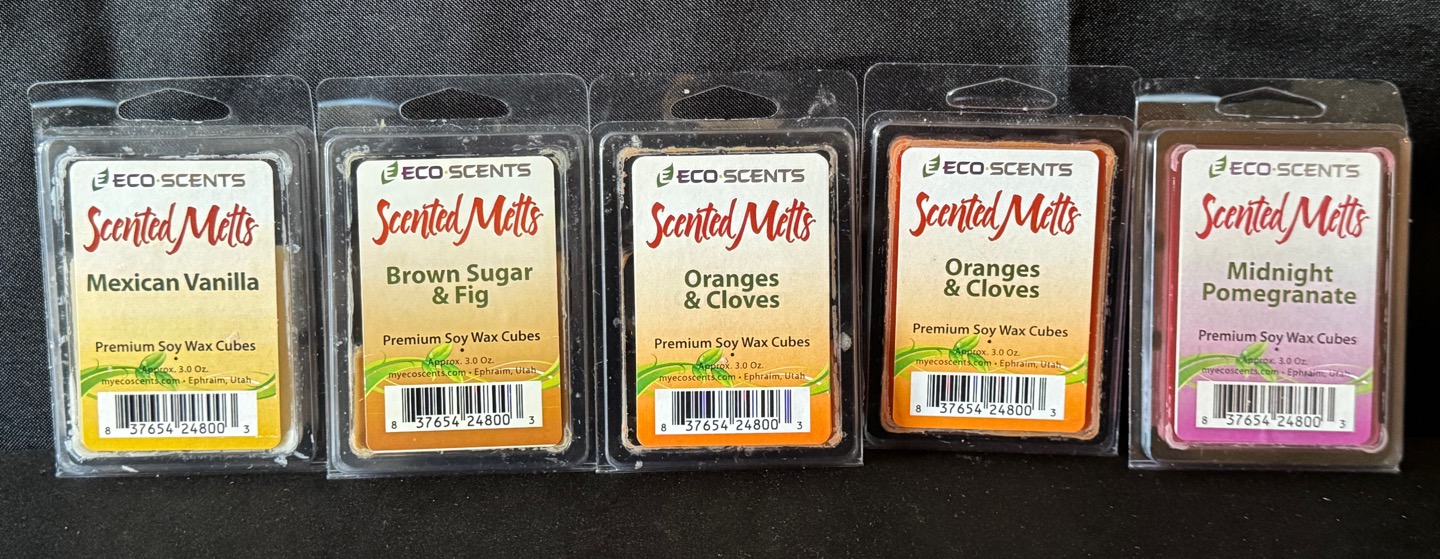 ECO·SCENTS
Scented Melts
Mexican Vanilla
Premium Soy Wax Cubes
•
Approx. 3.0 Oz.
myecoscents.com • Ephraim, Utah
8 37654 24800 3
ECO·SCENTS
Scented Melts
Brown Sugar
& Fig
Premium Soy Wax Cubes
•
Approx. 3.0 Oz.
myecoscents.com • Ephraim, Utah
8 37654 24800 3
ECO·SCENTS
Scented Melts
Oranges
& Cloves
Premium Soy Wax Cubes
•
Approx. 3.0 Oz.
myecoscents.com • Ephraim, Utah
8 37654 24800 3
ECO·SCENTS
Scented Melts
Oranges
& Cloves
Premium Soy Wax Cubes
•
Approx. 3.0 Oz.
myecoscents.com • Ephraim, Utah
8 37654 24800 3
ECO·SCENTS
Scented Melts
Midnight
Pomegranate
Premium Soy Wax Cubes
•
Approx. 3.0 Oz.
myecoscents.com • Ephraim, Utah
8 37654 24800 3